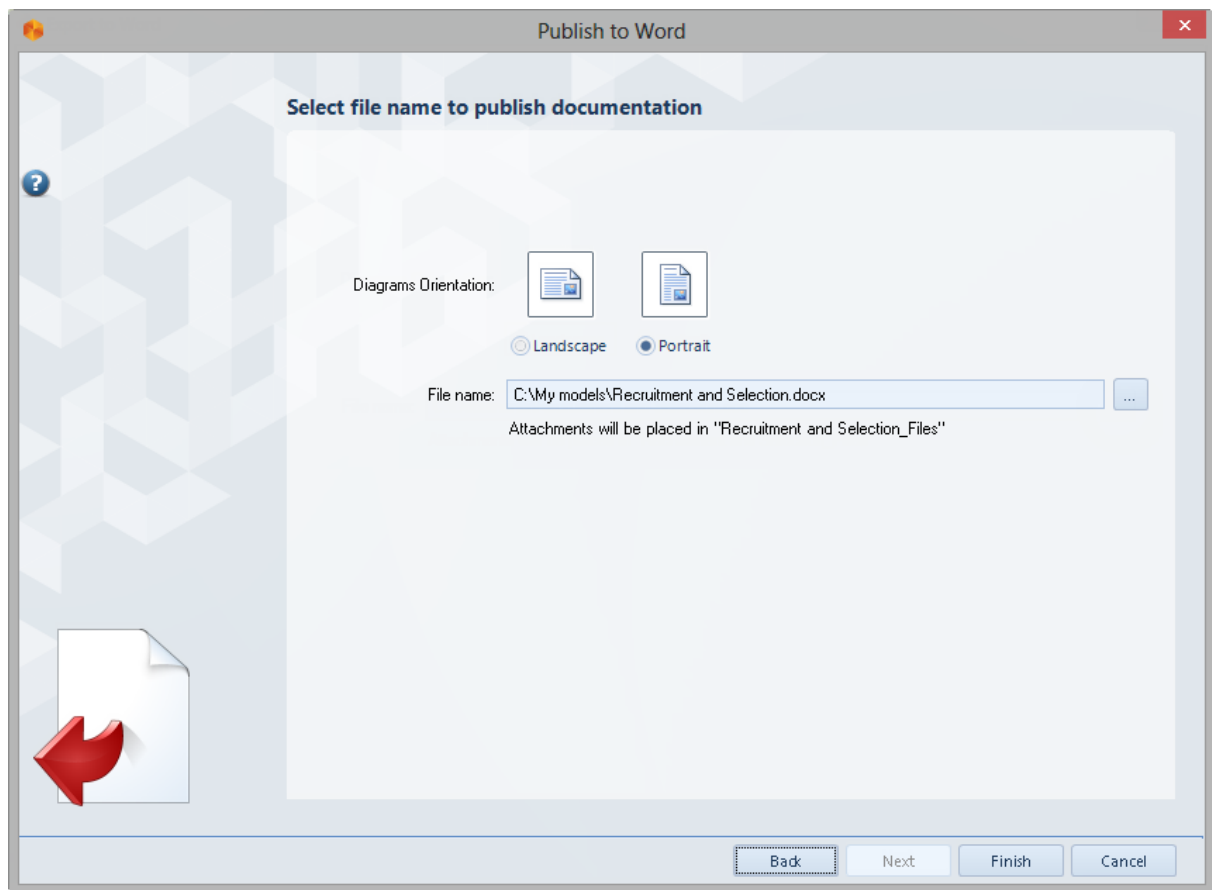 Publish to Word
Select file name to publish documentation
?
Diagrams Orientation:
Landscape
Portrait
File name:
C:\My models\Recruitment and Selection.docx
...
Attachments will be placed in "Recruitment and Selection_Files"
Back
Next
Finish
Cancel